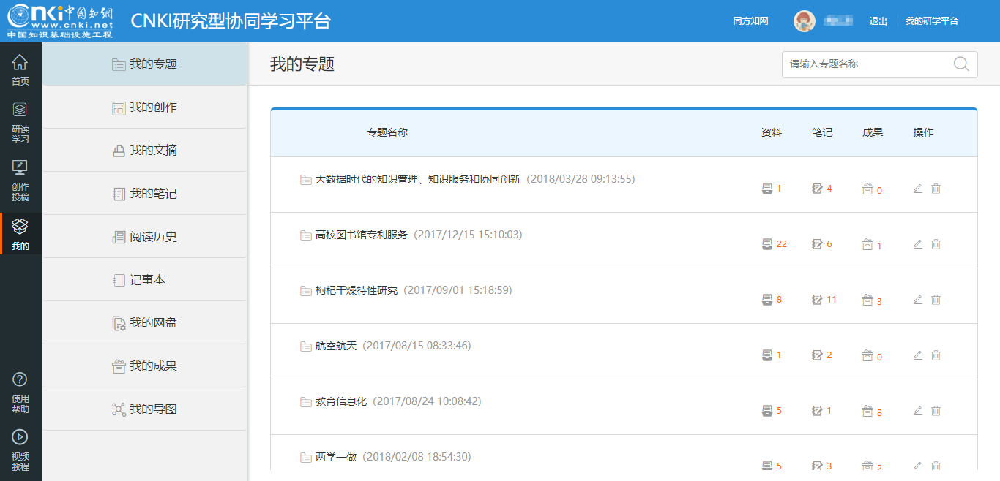 Cnki中国知网
www.cnki.net
中国知识基础设施工程
CNKI研究型协同学习平台
同方知网
退出
我的研学平台
首页
研读
学习
创作
投稿
我的
使用
帮助
视频
教程
我的专题
我的创作
我的文摘
我的笔记
阅读历史
记事本
我的网盘
我的成果
我的导图
我的专题
请输入专题名称
专题名称 资料 笔记 成果 操作
大数据时代的知识管理、知识服务和协同创新 (2018/03/28 09:13:55) 1 4 0
高校图书馆专利服务 (2017/12/15 15:10:03) 22 6 1
枸杞干燥特性研究 (2017/09/01 15:18:59) 8 11 3
航空航天 (2017/08/15 08:33:46) 1 2 0
教育信息化 (2017/08/24 10:08:42) 5 1 8
两学一做 (2018/02/08 18:54:30) 5 3 2